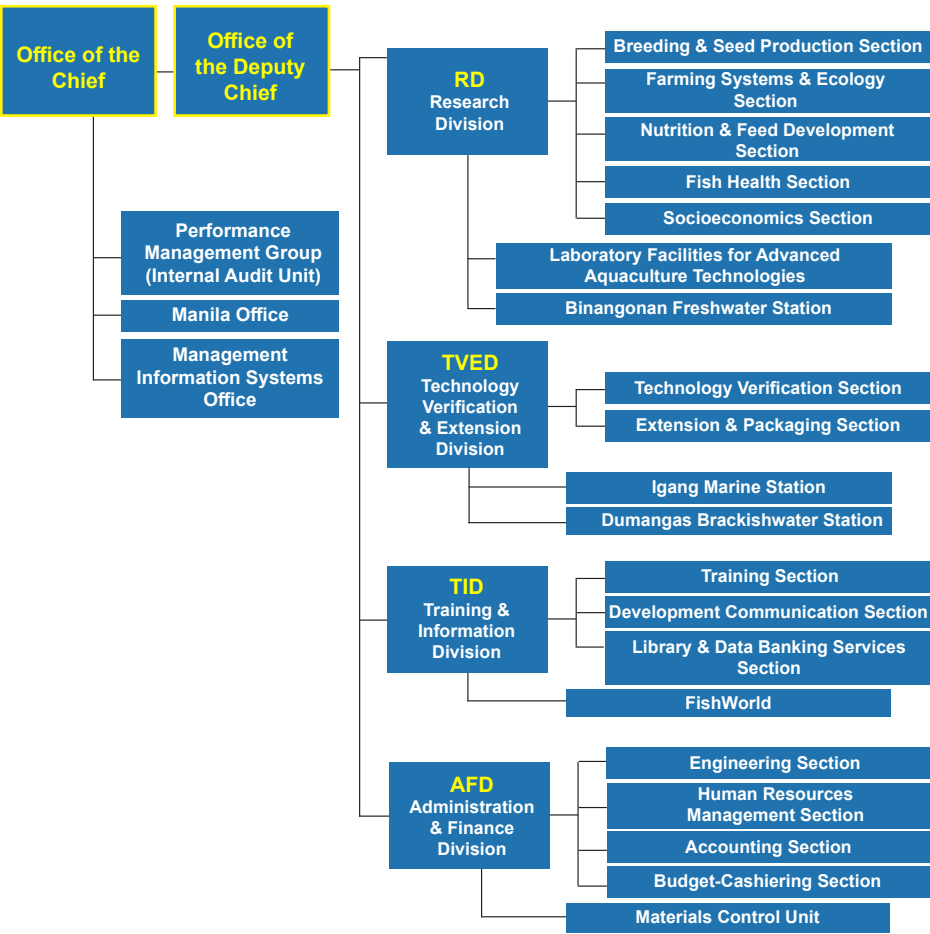 Office of the
Chief
Office of
the Deputy
Chief
Performance
Management Group
(Internal Audit Unit)
Manila Office
Management
Information Systems
Office
RD
Research
Division
Breeding & Seed Production Section
Farming Systems & Ecology
Section
Nutrition & Feed Development
Section
Fish Health Section
Socioeconomics Section
Laboratory Facilities for Advanced
Aquaculture Technologies
Binangonan Freshwater Station
TVED
Technology
Verification
& Extension
Division
Technology Verification Section
Extension & Packaging Section
Igang Marine Station
Dumangas Brackishwater Station
TID
Training &
Information
Division
Training Section
Development Communication Section
Library & Data Banking Services
Section
FishWorld
AFD
Administration
& Finance
Division
Engineering Section
Human Resources
Management Section
Accounting Section
Budget-Cashiering Section
Materials Control Unit